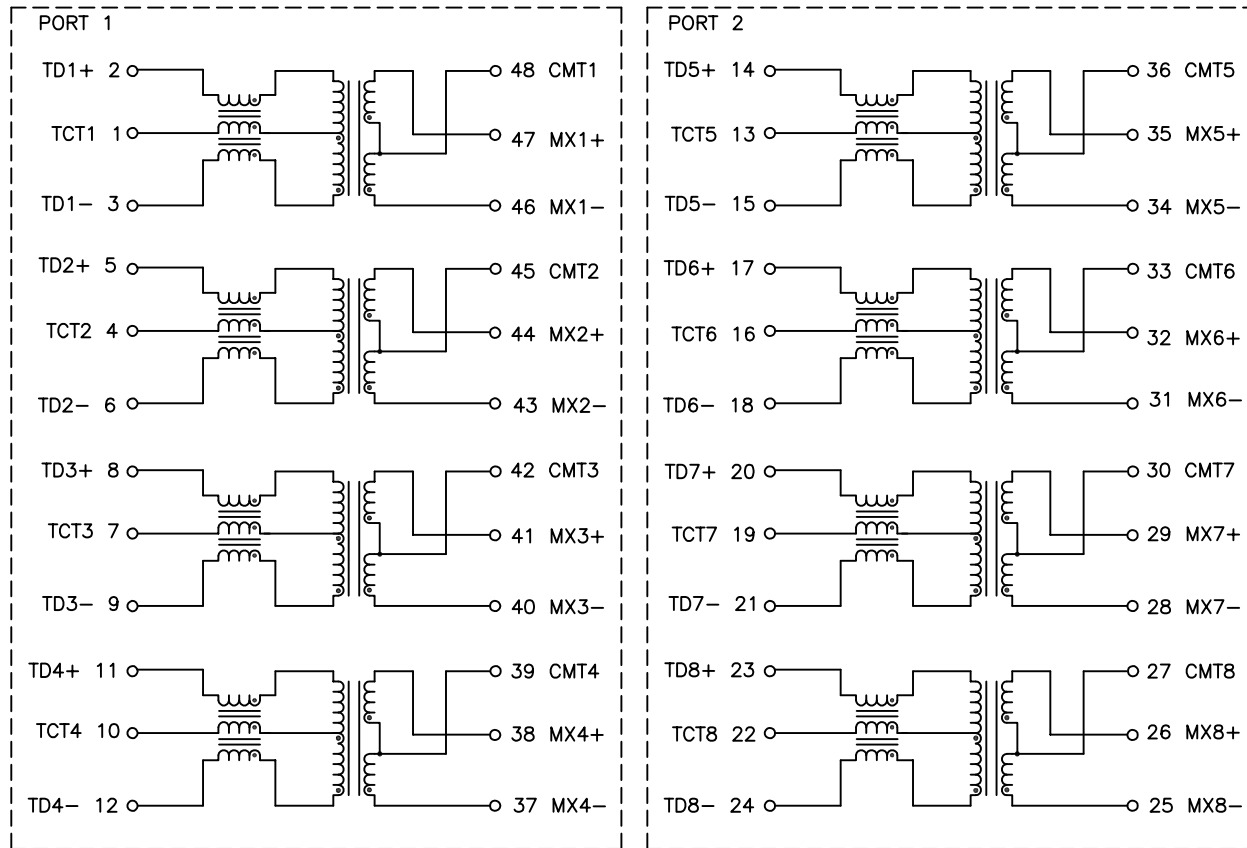 PORT 1
TD1+ 2
48 CMT1
TCT1 1
47 MX1+
TD1- 3
46 MX1-
TD2+ 5
45 CMT2
TCT2 4
44 MX2+
TD2- 6
43 MX2-
TD3+ 8
42 CMT3
TCT3 7
41 MX3+
TD3- 9
40 MX3-
TD4+ 11
39 CMT4
TCT4 10
38 MX4+
TD4- 12
37 MX4-
PORT 2
TD5+ 14
36 CMT5
TCT5 13
35 MX5+
TD5- 15
34 MX5-
TD6+ 17
33 CMT6
TCT6 16
32 MX6+
TD6- 18
31 MX6-
TD7+ 20
30 CMT7
TCT7 19
29 MX7+
TD7- 21
28 MX7-
TD8+ 23
27 CMT8
TCT8 22
26 MX8+
TD8- 24
25 MX8-